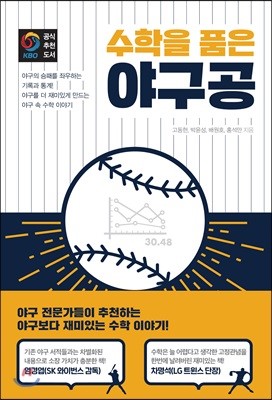 KBO
공식
추천
도서
수학을 품은
야구공
야구의 승패를 좌우하는
기록과 통계!
야구를 더 재미있게 만드는
야구 속 수학 이야기
고동현, 박윤성, 배원호, 홍석만 지음
30.48
야구 전문가들이 추천하는
야구보다 재미있는 수학 이야기!
기존 야구 서적들과는 차별화된
내용으로 소장 가치가 충분한 책!
염경엽(SK 와이번스 감독)
수학은 늘 어렵다고 생각한 고정관념을
한번에 날려버린 재미있는 책!
차명석(LG 트윈스 단장)